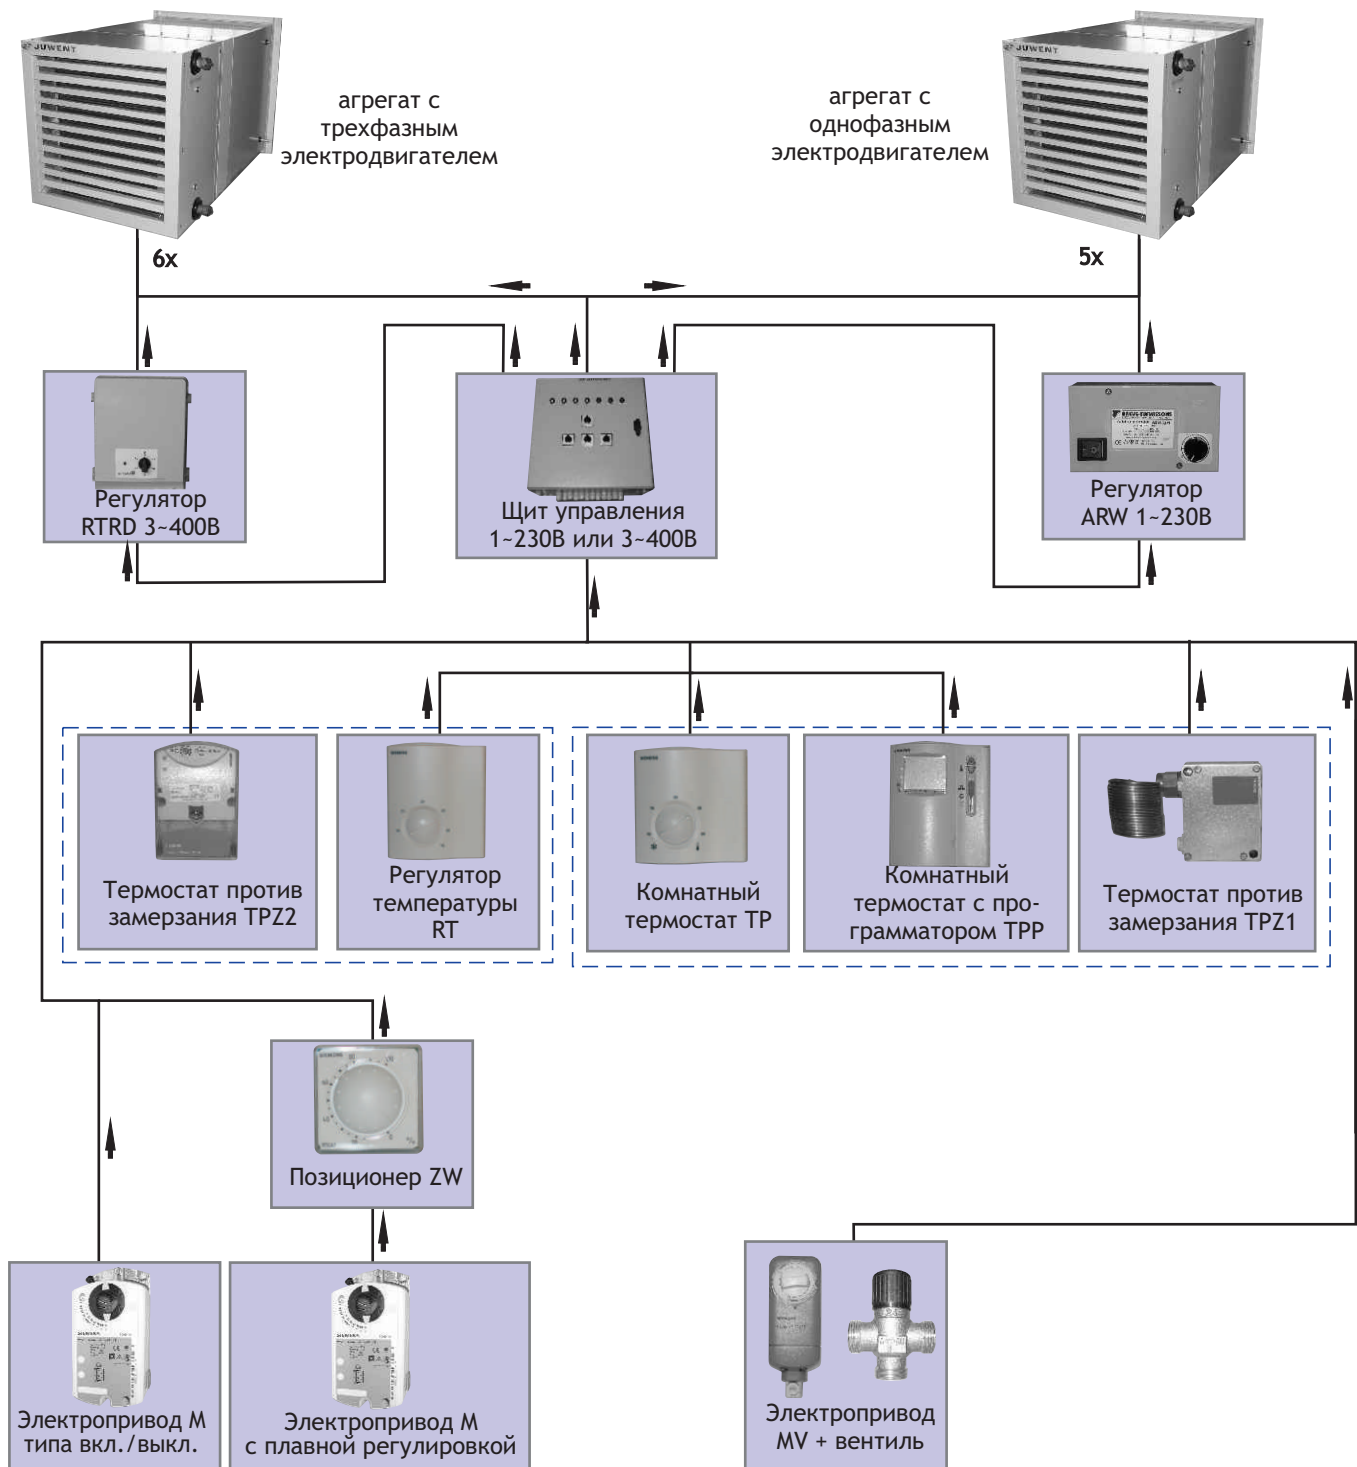 JUWENT
JUWENT
агрегат с
трехфазным
электродвигателем
агрегат с
однофазным
электродвигателем
6x
5x
Регулятор
RTRD 3~400В
Щит управления
1~230В или 3~400В
Регулятор
ARW 1~230В
Термостат против
замерзания TPZ2
Регулятор
температуры
RT
Комнатный
термостат TP
Комнатный
термостат с про-
грамматором TPP
Термостат против
замерзания TPZ1
Позиционер ZW
Электропривод М
типа вкл./выкл.
Электропривод М
с плавной регулировкой
Электропривод
MV + вентиль